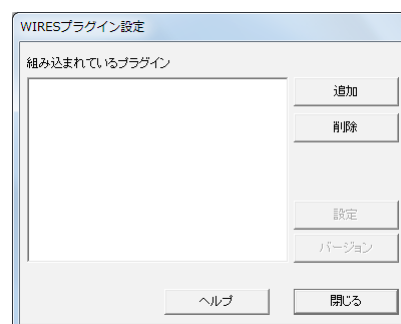 WIRESプラグイン設定
組み込まれているプラグイン
追加
削除
設定
バージョン
ヘルプ
閉じる